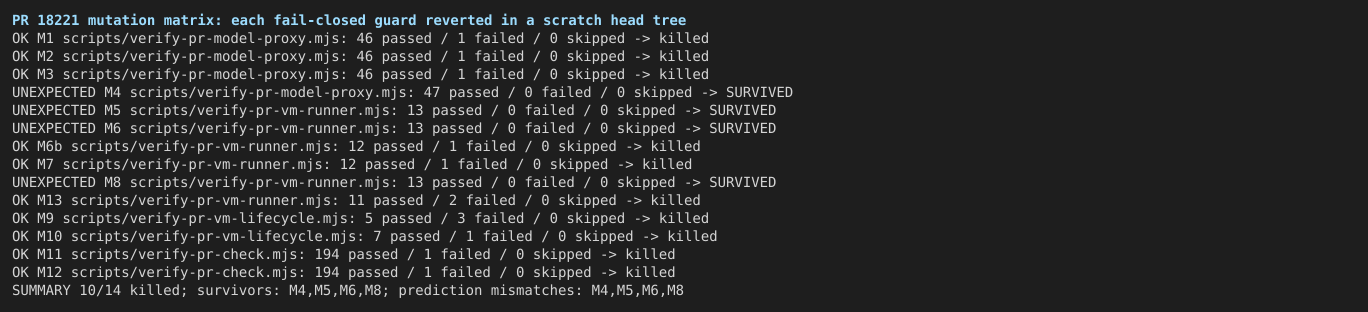 PR 18221 mutation matrix: each fail-closed guard reverted in a scratch head tree
OK M1 scripts/verify-pr-model-proxy.mjs: 46 passed / 1 failed / 0 skipped -> killed
OK M2 scripts/verify-pr-model-proxy.mjs: 46 passed / 1 failed / 0 skipped -> killed
OK M3 scripts/verify-pr-model-proxy.mjs: 46 passed / 1 failed / 0 skipped -> killed
UNEXPECTED M4 scripts/verify-pr-model-proxy.mjs: 47 passed / 0 failed / 0 skipped -> SURVIVED
UNEXPECTED M5 scripts/verify-pr-vm-runner.mjs: 13 passed / 0 failed / 0 skipped -> SURVIVED
UNEXPECTED M6 scripts/verify-pr-vm-runner.mjs: 13 passed / 0 failed / 0 skipped -> SURVIVED
OK M6b scripts/verify-pr-vm-runner.mjs: 12 passed / 1 failed / 0 skipped -> killed
OK M7 scripts/verify-pr-vm-runner.mjs: 12 passed / 1 failed / 0 skipped -> killed
UNEXPECTED M8 scripts/verify-pr-vm-runner.mjs: 13 passed / 0 failed / 0 skipped -> SURVIVED
OK M13 scripts/verify-pr-vm-runner.mjs: 11 passed / 2 failed / 0 skipped -> killed
OK M9 scripts/verify-pr-vm-lifecycle.mjs: 5 passed / 3 failed / 0 skipped -> killed
OK M10 scripts/verify-pr-vm-lifecycle.mjs: 7 passed / 1 failed / 0 skipped -> killed
OK M11 scripts/verify-pr-check.mjs: 194 passed / 1 failed / 0 skipped -> killed
OK M12 scripts/verify-pr-check.mjs: 194 passed / 1 failed / 0 skipped -> killed
SUMMARY 10/14 killed; survivors: M4,M5,M6,M8; prediction mismatches: M4,M5,M6,M8